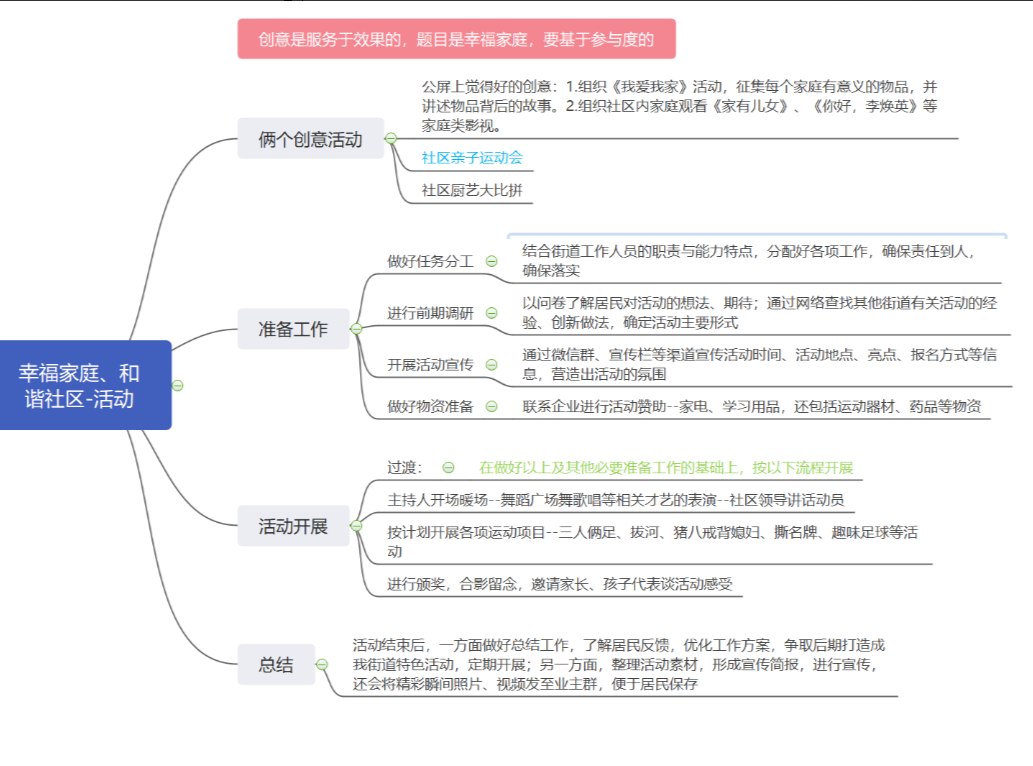 创意是服务于效果的，题目是幸福家庭，要基于参与度的
公屏上觉得好的创意：1.组织《我爱我家》活动，征集每个家庭有意义的物品，并
讲述物品背后的故事。2.组织社区内家庭观看《家有儿女》、《你好，李焕英》等
家庭类影视。
俩个创意活动
社区亲子运动会
社区厨艺大比拼
做好任务分工
结合街道工作人员的职责与能力特点，分配好各项工作，确保责任到人，
确保落实
准备工作
进行前期调研
以问卷了解居民对活动的想法、期待；通过网络查找其他街道有关活动的经
验、创新做法，确定活动主要形式
开展活动宣传
通过微信群、宣传栏等渠道宣传活动时间、活动地点、亮点、报名方式等信
息，营造出活动的氛围
做好物资准备
联系企业进行活动赞助--家电、学习用品，还包括运动器材、药品等物资
幸福家庭、和
谐社区-活动
过渡：
在做好以上及其他必要准备工作的基础上，按以下流程开展
主持人开场暖场--舞蹈广场舞歌唱等相关才艺的表演--社区领导讲话动员
活动开展
按计划开展各项运动项目--三人俩足、拔河、猪八戒背媳妇、撕名牌、趣味足球等活
动
进行颁奖，合影留念，邀请家长、孩子代表谈活动感受
总结
活动结束后，一方面做好总结工作，了解居民反馈，优化工作方案，争取后期打造成
我街道特色活动，定期开展；另一方面，整理活动素材，形成宣传简报，进行宣传，
还会将精彩瞬间照片、视频发至业主群，便于居民保存